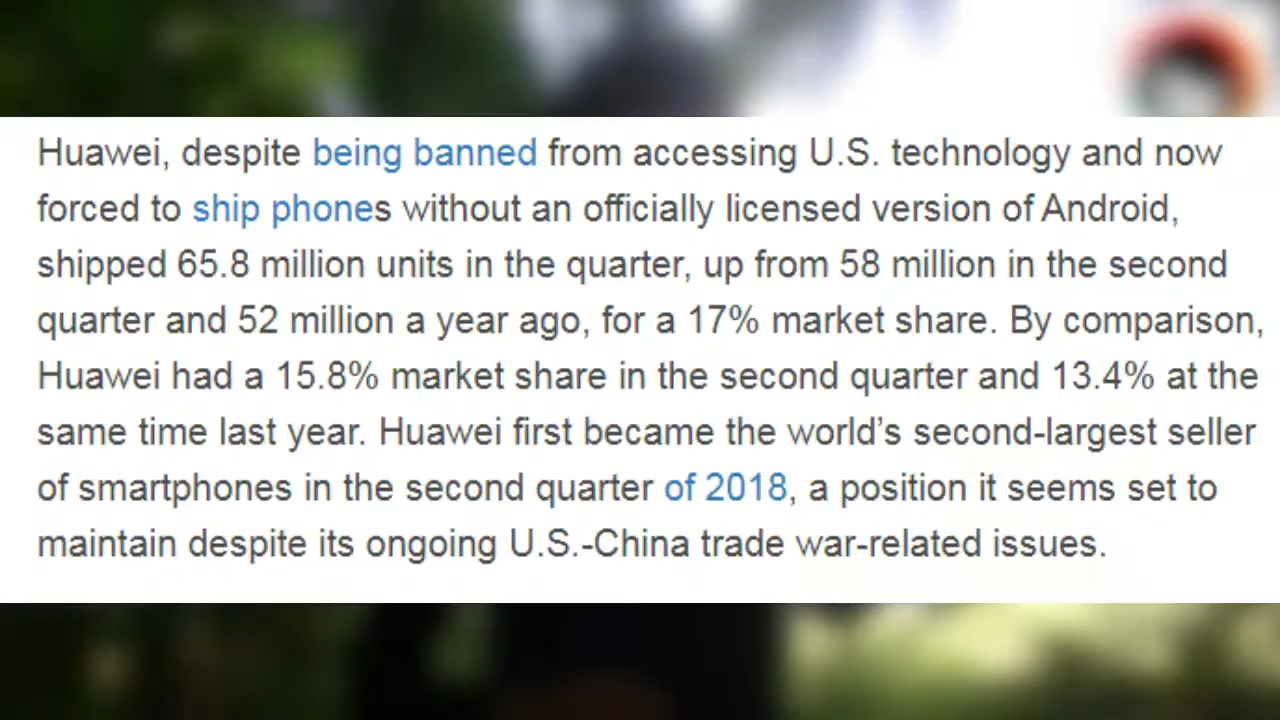 Huawei, despite being banned from accessing U.S. technology and now
forced to ship phones without an officially licensed version of Android,
shipped 65.8 million units in the quarter, up from 58 million in the second
quarter and 52 million a year ago, for a 17% market share. By comparison,
Huawei had a 15.8% market share in the second quarter and 13.4% at the
same time last year. Huawei first became the world’s second-largest seller
of smartphones in the second quarter of 2018, a position it seems set to
maintain despite its ongoing U.S.-China trade war-related issues.